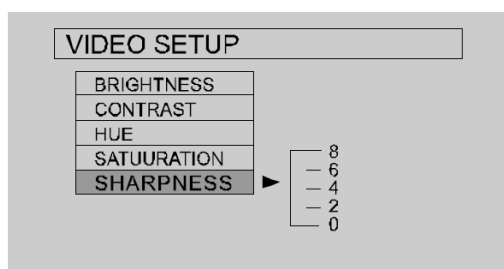 VIDEO SETUP
BRIGHTNESS
CONTRAST
HUE
SATUURATION
SHARPNESS
8
6
4
2
0